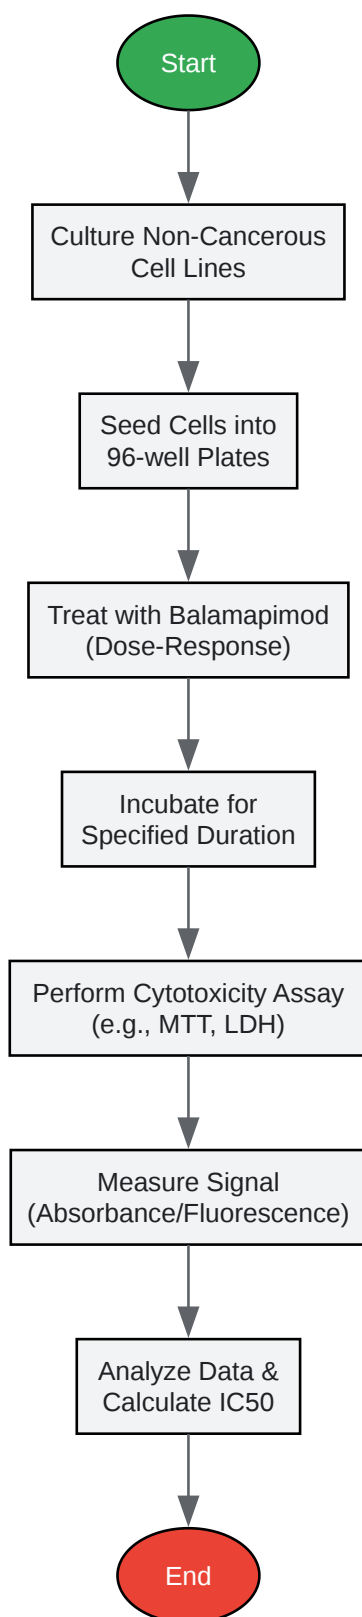 Start
Culture Non-Cancerous
Cell Lines
Seed Cells into
96-well Plates
Treat with Balamapimod
(Dose-Response)
Incubate for
Specified Duration
Perform Cytotoxicity Assay
(e.g., MTT, LDH)
Measure Signal
(Absorbance/Fluorescence)
Analyze Data &
Calculate IC50
End